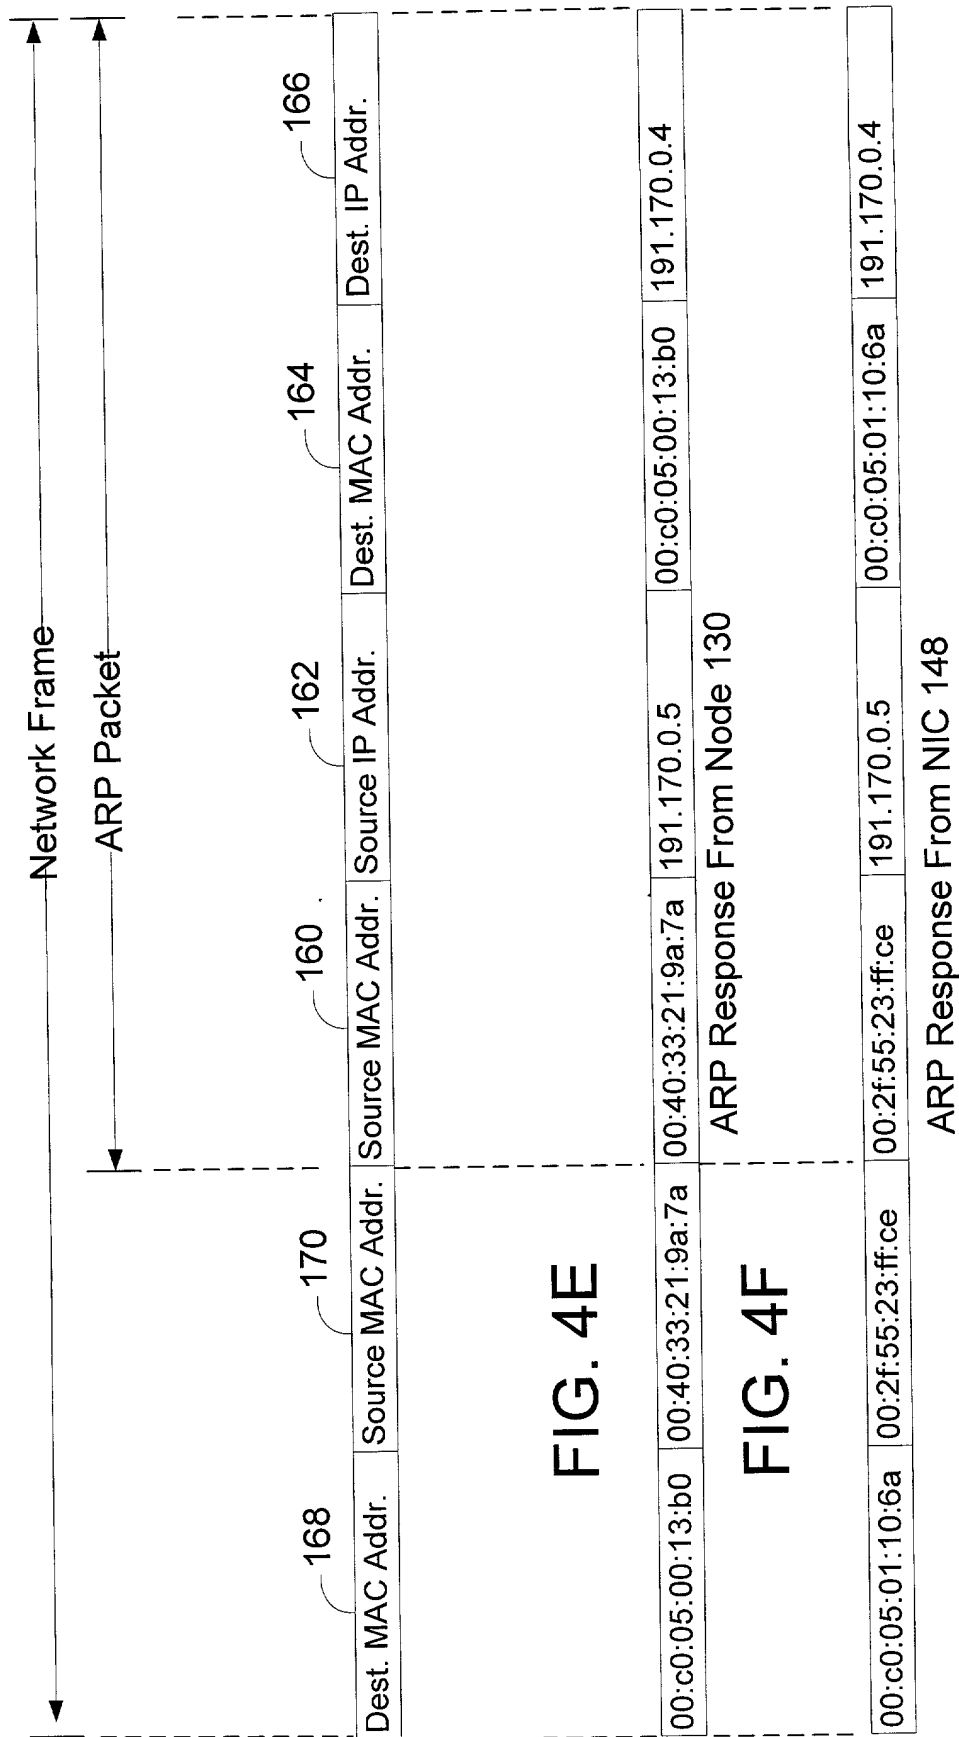 Network Frame
ARP Packet
168
170
160
162
164
166
Dest. MAC Addr. Source MAC Addr. Source MAC Addr. Source IP Addr. Dest. MAC Addr. Dest. IP Addr.
FIG. 4E
00:c0:05:00:13:b0 00:40:33:21:9a:7a 00:40:33:21:9a:7a 191.170.0.5 00:c0:05:00:13:b0 191.170.0.4
ARP Response From Node 130
FIG. 4F
00:c0:05:01:10:6a 00:2f:55:23:ff:ce 00:2f:55:23:ff:ce 191.170.0.5 00:c0:05:01:10:6a 191.170.0.4
ARP Response From NIC 148